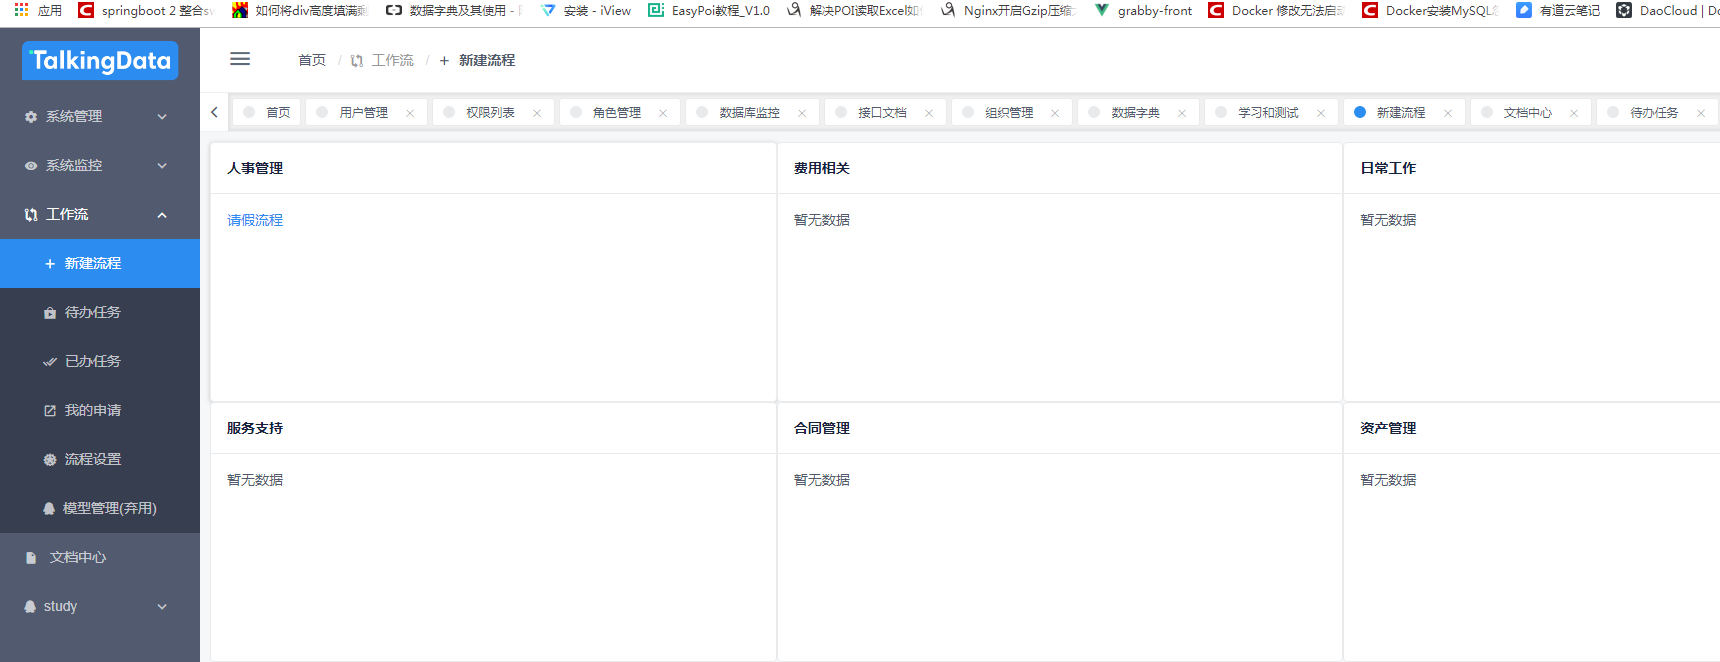 应用 springboot 2 整合sv 如何将div高度填满剩 数据字典及其使用 - 安装 - iView EasyPoi教程_V1.0 解决POI读取Excel如 Nginx开启Gzip压缩 grabby-front Docker 修改无法启动 Docker安装MySQL 有道云笔记 DaoCloud | Do
TalkingData
首页 / 工作流 / + 新建流程
首页 用户管理 × 权限列表 × 角色管理 × 数据库监控 × 接口文档 × 组织管理 × 数据字典 × 学习和测试 × 新建流程 × 文档中心 × 待办任务 ×
系统管理
系统监控
工作流
+ 新建流程
待办任务
已办任务
我的申请
流程设置
模型管理(弃用)
文档中心
study
人事管理 费用相关 日常工作
请假流程 暂无数据 暂无数据
服务支持 合同管理 资产管理
暂无数据 暂无数据 暂无数据